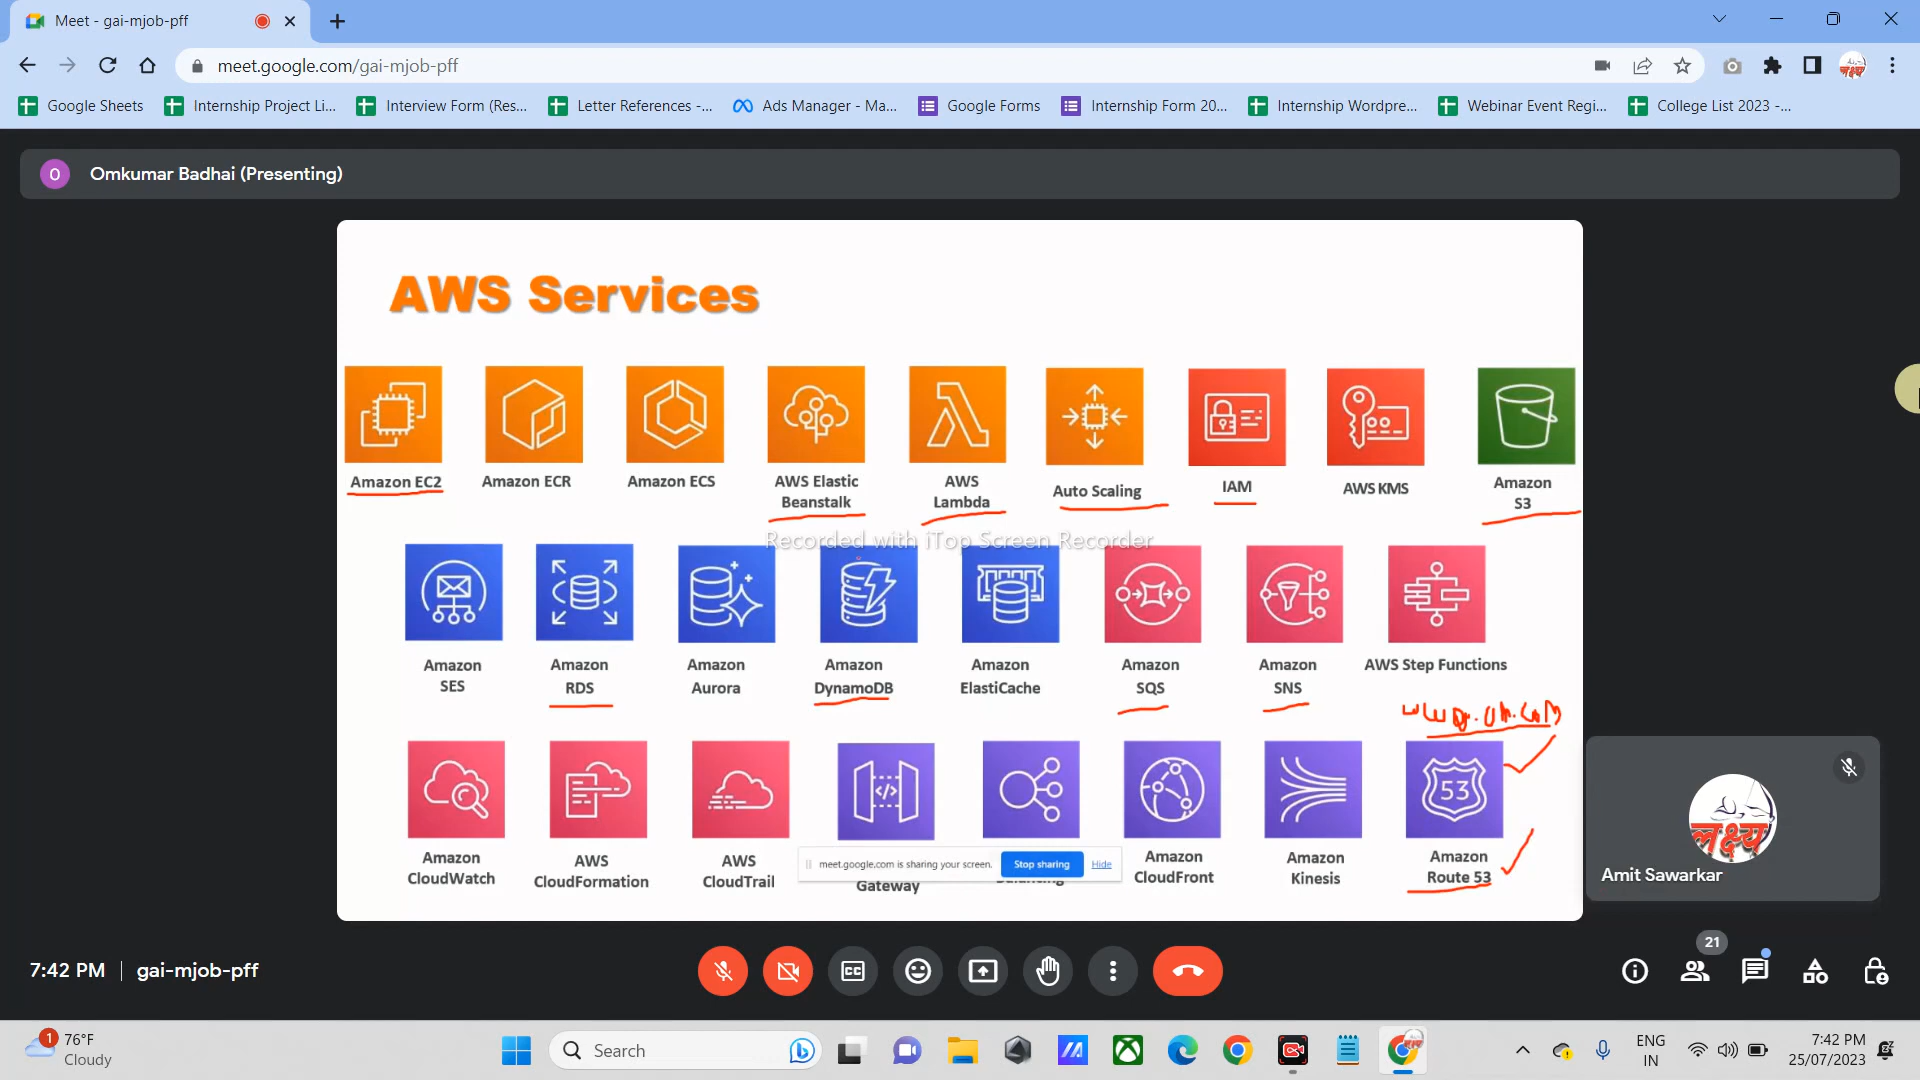 Meet - gai-mjob-pff
meet.google.com/gai-mjob-pff
Google Sheets Internship Project Li... Interview Form (Res... Letter References -... Ads Manager - Ma... Google Forms Internship Form 20... Internship Wordpre... Webinar Event Regi... College List 2023 -...
O Omkumar Badhai (Presenting)
AWS Services
Amazon EC2
Amazon ECR
Amazon ECS
AWS Elastic
Beanstalk
AWS
Lambda
Auto Scaling
IAM
AWS KMS
Amazon
S3
Recorded with iTop Screen Recorder
Amazon
SES
Amazon
RDS
Amazon
Aurora
Amazon
DynamoDB
Amazon
ElastiCache
Amazon
SQS
Amazon
SNS
AWS Step Functions
53
Amazon
CloudWatch
AWS
CloudFormation
AWS
CloudTrail
Gateway
Balancing
Amazon
CloudFront
Amazon
Kinesis
Amazon
Route 53
meet.google.com is sharing your screen. Stop sharing Hide
लक्ष्य
Amit Sawarkar
7:42 PM | gai-mjob-pff
21
1 76°F
Cloudy
Search
ENG
IN
7:42 PM
25/07/2023